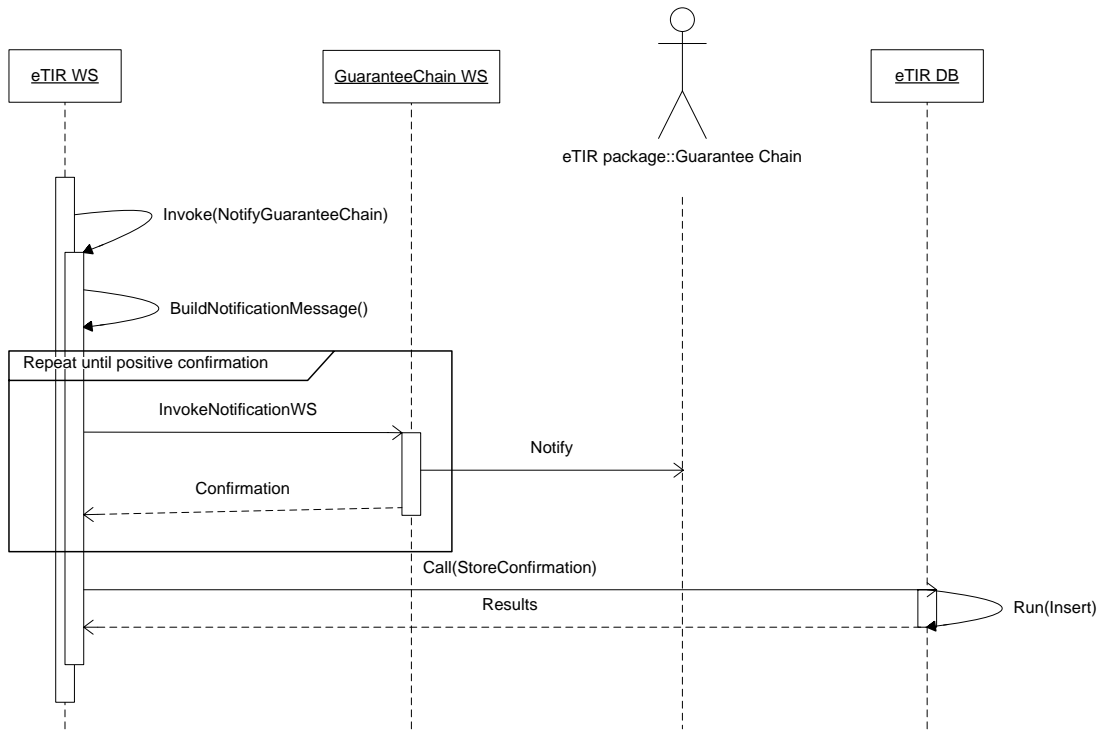 eTIR WS
GuaranteeChain WS
eTIR DB
eTIR package::Guarantee Chain
Invoke(NotifyGuaranteeChain)
BuildNotificationMessage()
Repeat until positive confirmation
InvokeNotificationWS
Notify
Confirmation
Call(StoreConfirmation)
Results
Run(Insert)